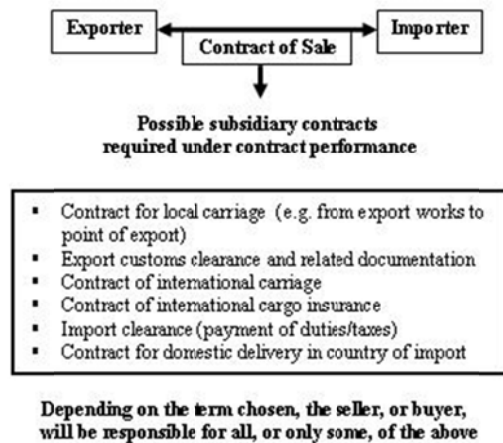 Exporter
Importer
Contract of Sale
Possible subsidiary contracts
required under contract performance
▪ Contract for local carriage (e.g. from export works to
point of export)
▪ Export customs clearance and related documentation
▪ Contract of international carriage
▪ Contract of international cargo insurance
▪ Import clearance (payment of duties/taxes)
▪ Contract for domestic delivery in country of import
Depending on the term chosen, the seller, or buyer,
will be responsible for all, or only some, of the above